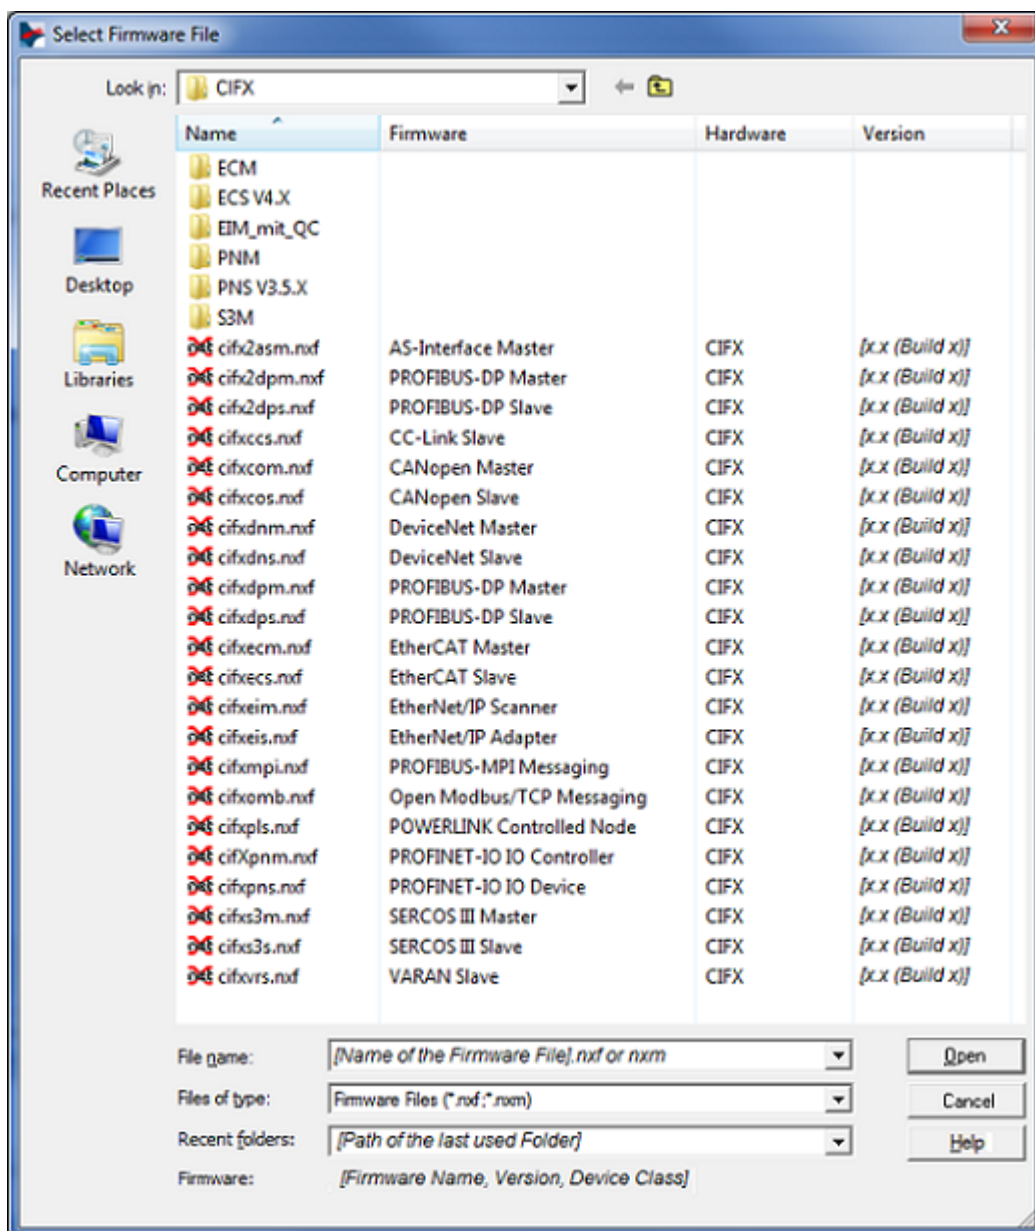 Select Firmware File
Look in: CIFX
Recent Places
Desktop
Libraries
Computer
Network
Name Firmware Hardware Version
ECM
ECS V4.X
EIM_mit_QC
PNM
PNS V3.5.X
S3M
cifx2asm.nxf AS-Interface Master CIFX [x.x (Build x)]
cifx2dpm.nxf PROFIBUS-DP Master CIFX [x.x (Build x)]
cifx2dps.nxf PROFIBUS-DP Slave CIFX [x.x (Build x)]
cifxccs.nxf CC-Link Slave CIFX [x.x (Build x)]
cifxcom.nxf CANopen Master CIFX [x.x (Build x)]
cifxcos.nxf CANopen Slave CIFX [x.x (Build x)]
cifxdnm.nxf DeviceNet Master CIFX [x.x (Build x)]
cifxdns.nxf DeviceNet Slave CIFX [x.x (Build x)]
cifxdpm.nxf PROFIBUS-DP Master CIFX [x.x (Build x)]
cifxdps.nxf PROFIBUS-DP Slave CIFX [x.x (Build x)]
cifxecm.nxf EtherCAT Master CIFX [x.x (Build x)]
cifxecs.nxf EtherCAT Slave CIFX [x.x (Build x)]
cifxeim.nxf EtherNet/IP Scanner CIFX [x.x (Build x)]
cifxeis.nxf EtherNet/IP Adapter CIFX [x.x (Build x)]
cifxmpi.nxf PROFIBUS-MPI Messaging CIFX [x.x (Build x)]
cifxomb.nxf Open Modbus/TCP Messaging CIFX [x.x (Build x)]
cifxpls.nxf POWERLINK Controlled Node CIFX [x.x (Build x)]
cifXpnm.nxf PROFINET-IO IO Controller CIFX [x.x (Build x)]
cifxpns.nxf PROFINET-IO IO Device CIFX [x.x (Build x)]
cifxs3m.nxf SERCOS III Master CIFX [x.x (Build x)]
cifxs3s.nxf SERCOS III Slave CIFX [x.x (Build x)]
cifxvrs.nxf VARAN Slave CIFX [x.x (Build x)]
File name: [Name of the Firmware File].nxf or nxm Open
Files of type: Firmware Files (*.nxf;*.nxm) Cancel
Recent folders: [Path of the last used Folder] Help
Firmware: [Firmware Name, Version, Device Class]